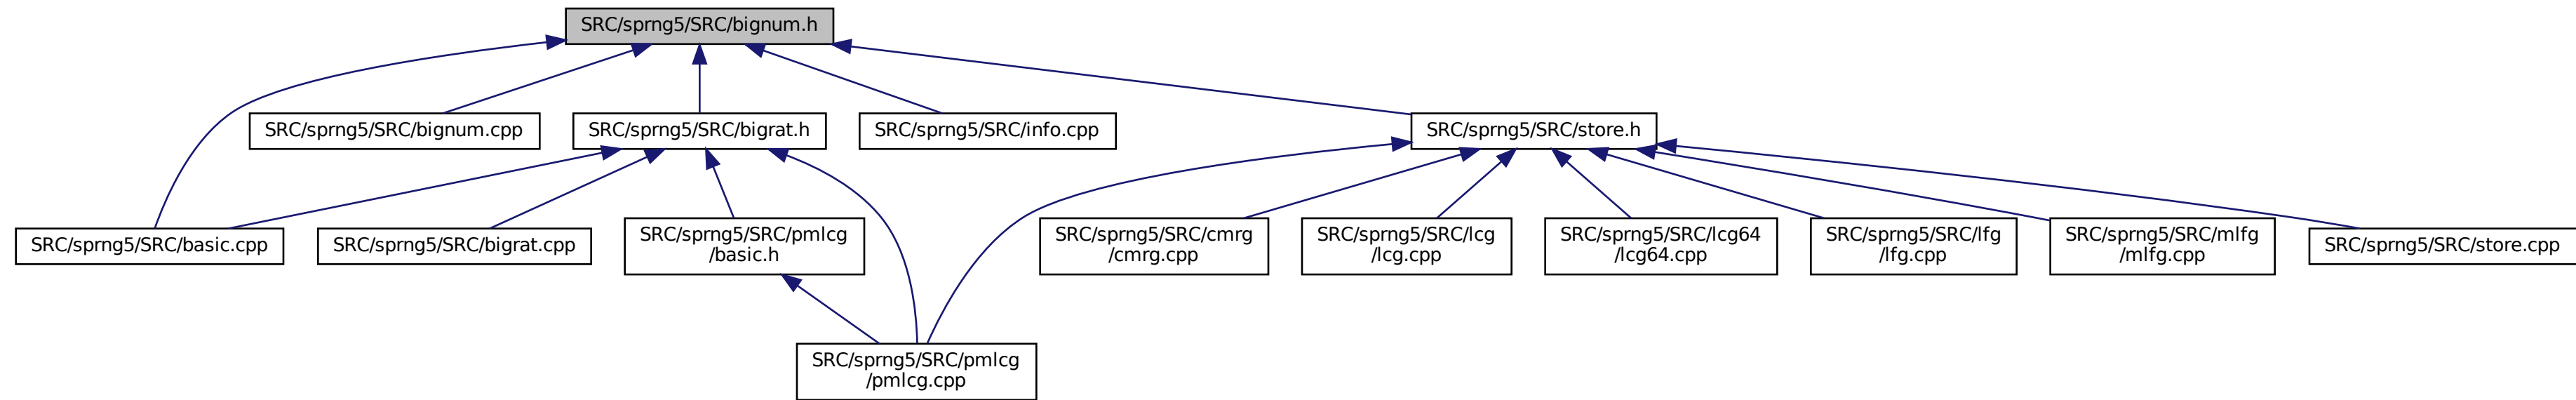 SRC/sprng5/SRC/bignum.h
SRC/sprng5/SRC/bignum.cpp
SRC/sprng5/SRC/bigrat.h
SRC/sprng5/SRC/info.cpp
SRC/sprng5/SRC/store.h
SRC/sprng5/SRC/basic.cpp
SRC/sprng5/SRC/bigrat.cpp
SRC/sprng5/SRC/pmlcg
/basic.h
SRC/sprng5/SRC/cmrg
/cmrg.cpp
SRC/sprng5/SRC/lcg
/lcg.cpp
SRC/sprng5/SRC/lcg64
/lcg64.cpp
SRC/sprng5/SRC/lfg
/lfg.cpp
SRC/sprng5/SRC/mlfg
/mlfg.cpp
SRC/sprng5/SRC/store.cpp
SRC/sprng5/SRC/pmlcg
/pmlcg.cpp